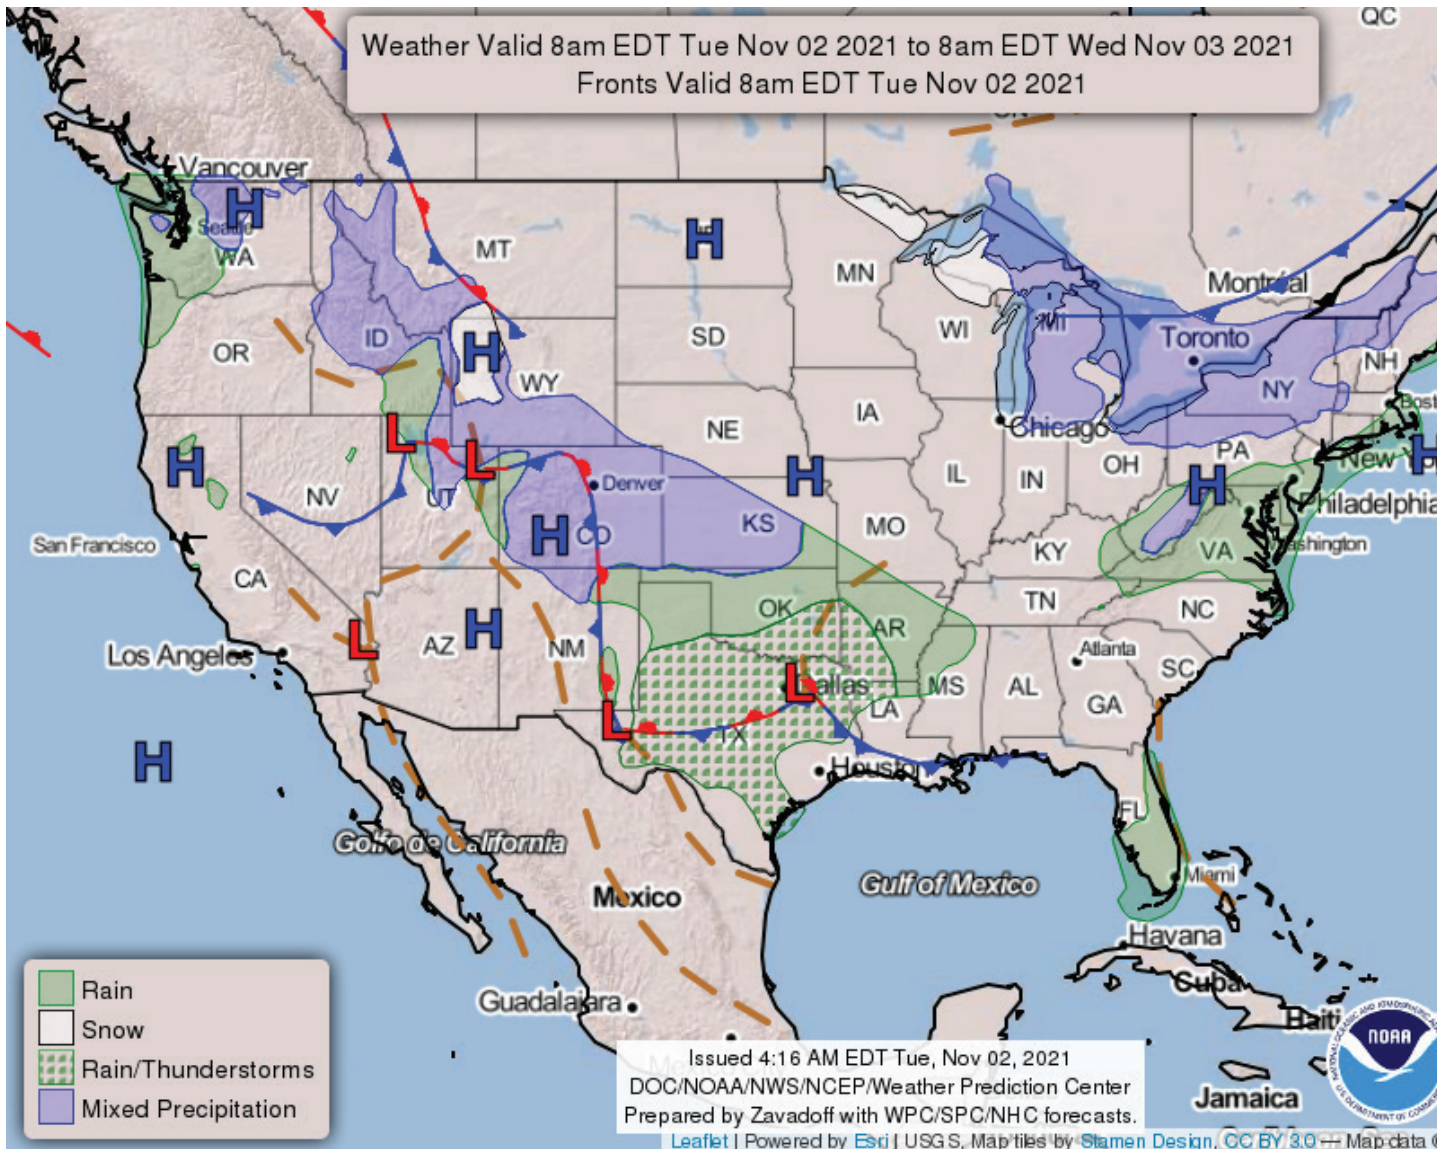 QC
Weather Valid 8am EDT Tue Nov 02 2021 to 8am EDT Wed Nov 03 2021
Fronts Valid 8am EDT Tue Nov 02 2021
Vancouver
H
Seattle
WA
MT
H
MN
Montréal
OR
ID
H
WY
SD
WI
MI
Toronto
NH
NY
Bost
L
L
H
NV
UT
Denver
NE
IA
Chicago
H
IL
IN
OH
PA
H
New Yo
H
Philadelphia
San Francisco
CA
H
CO
KS
MO
KY
VA
ashington
Los Angeles
L
AZ
H
NM
OK
AR
TN
NC
Atlanta
SC
L
Dallas
L
TX
LA
MS
AL
GA
H
Houston
FL
Golfo de California
Mexico
Gulf of Mexico
Miami
Havana
Cuba
Haiti
Guadalajara
Mexico City
Jamaica
Rain
Snow
Rain/Thunderstorms
Mixed Precipitation
Issued 4:16 AM EDT Tue, Nov 02, 2021
DOC/NOAA/NWS/NCEP/Weather Prediction Center
Prepared by Zavadoff with WPC/SPC/NHC forecasts.
NOAA
Leaflet | Powered by Esri | USGS, Map tiles by Stamen Design, CC BY 3.0 — Map data ©